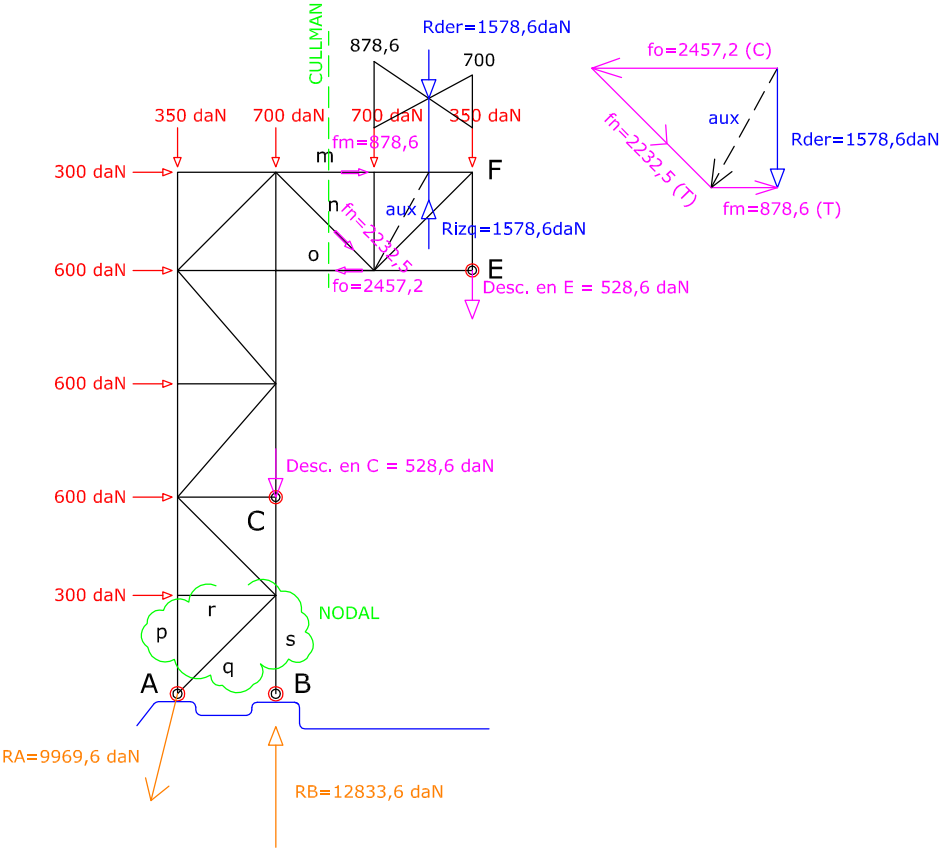 CULLMAN
Rder=1578,6daN
878,6
700
fo=2457,2 (C)
aux
Rder=1578,6daN
fn=2232,5 (T)
fm=878,6 (T)
350 daN
700 daN
700 daN
350 daN
fm=878,6
m
300 daN
F
n
fn=2232,5
aux
Rizq=1578,6daN
o
600 daN
E
fo=2457,2
Desc. en E = 528,6 daN
600 daN
Desc. en C = 528,6 daN
600 daN
C
300 daN
r
NODAL
p
s
q
A
B
RA=9969,6 daN
RB=12833,6 daN